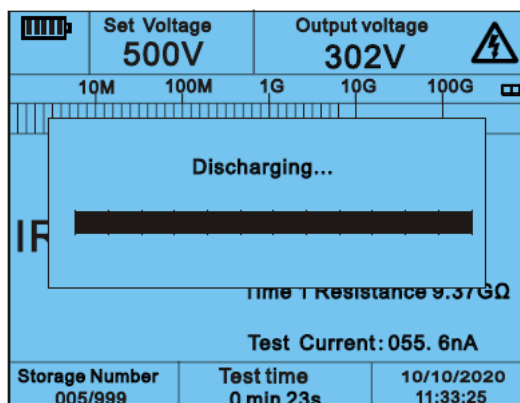 Set Voltage
500V
Output voltage
302V
10M 100M 1G 10G 100G
Discharging...
IR
Time 1 Resistance 9.37GΩ
Test Current: 055. 6nA
Storage Number
005/999
Test time
0 min 23s
10/10/2020
11:33:25